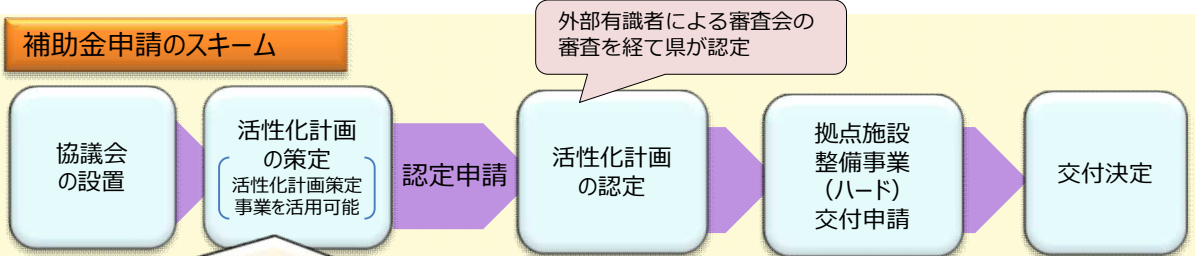 補助金申請のスキーム
外部有識者による審査会の
審査を経て県が認定
協議会
の設置
活性化計画
の策定
活性化計画策定
事業を活用可能
認定申請
活性化計画
の認定
拠点施設
整備事業
(ハード)
交付申請
交付決定